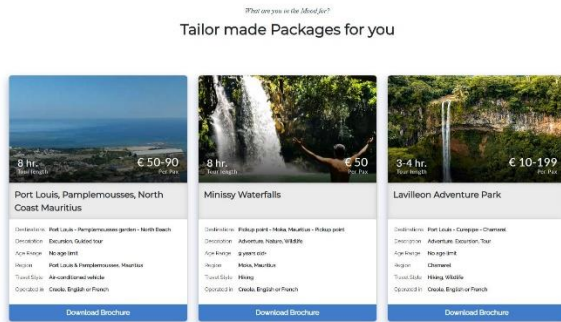 What are you in the Mood for?
Tailor made Packages for you
8 hr.
Tour length
€ 50-90
Per Pax
Port Louis, Pamplemousses, North
Coast Mauritius
Destinations Port Louis - Pamplemousses garden - North Beach
Description Excursion, Guided tour
Age Range No age limit
Region Port Louis & Pamplemousses, Mauritius
Travel Style Air-conditioned vehicle
Operated in Creole, English or French
Download Brochure
8 hr.
Tour length
€ 50
Per Pax
Minissy Waterfalls
Destinations Pickup point - Moka, Mauritius - Pickup point
Description Adventure, Nature, Wildlife
Age Range 9 years old+
Region Moka, Mauritius
Travel Style Hiking
Operated in Creole, English or French
Download Brochure
3-4 hr.
Tour length
€ 10-199
Per Pax
Lavilleon Adventure Park
Destinations Port Louis - Curepipe - Chamarel
Description Adventure, Excursion, Tour
Age Range No age limit
Region Chamarel
Travel Style Hiking, Wildlife
Operated in Creole, English or French
Download Brochure